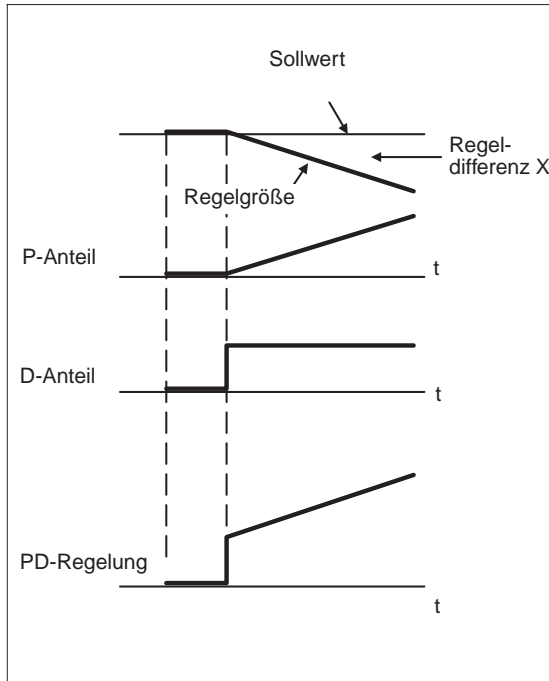 Sollwert
Regel-
differenz X
Regelgröße
P-Anteil
t
D-Anteil
t
PD-Regelung
t